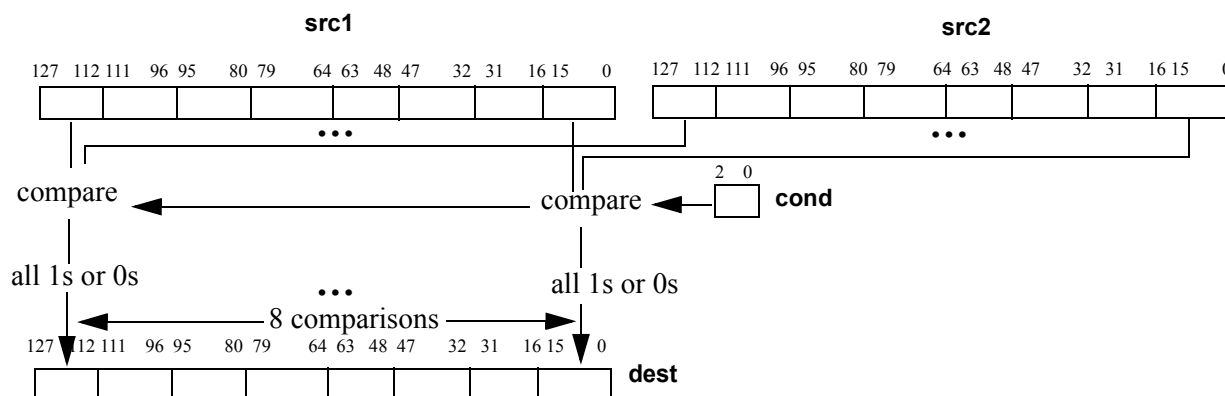 src1 src2
127 112 111 96 95 80 79 64 63 48 47 32 31 16 15 0 127 112 111 96 95 80 79 64 63 48 47 32 31 16 15 0
... ...
2 0
compare compare cond
all 1s or 0s ... all 1s or 0s
8 comparisons
127 112 111 96 95 80 79 64 63 48 47 32 31 16 15 0
dest